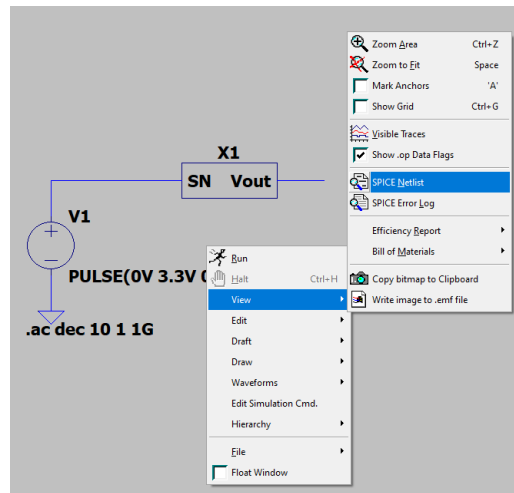 Zoom Area Ctrl+Z
Zoom to Fit Space
Mark Anchors 'A'
Show Grid Ctrl+G
Visible Traces
Show .op Data Flags
SPICE Netlist
SPICE Error Log
Efficiency Report
Bill of Materials
Copy bitmap to Clipboard
Write image to .emf file
X1
SN Vout
V1
PULSE(0V 3.3V
.ac dec 10 1 1G
Run
Halt Ctrl+H
View
Edit
Draft
Draw
Waveforms
Edit Simulation Cmd.
Hierarchy
File
Float Window